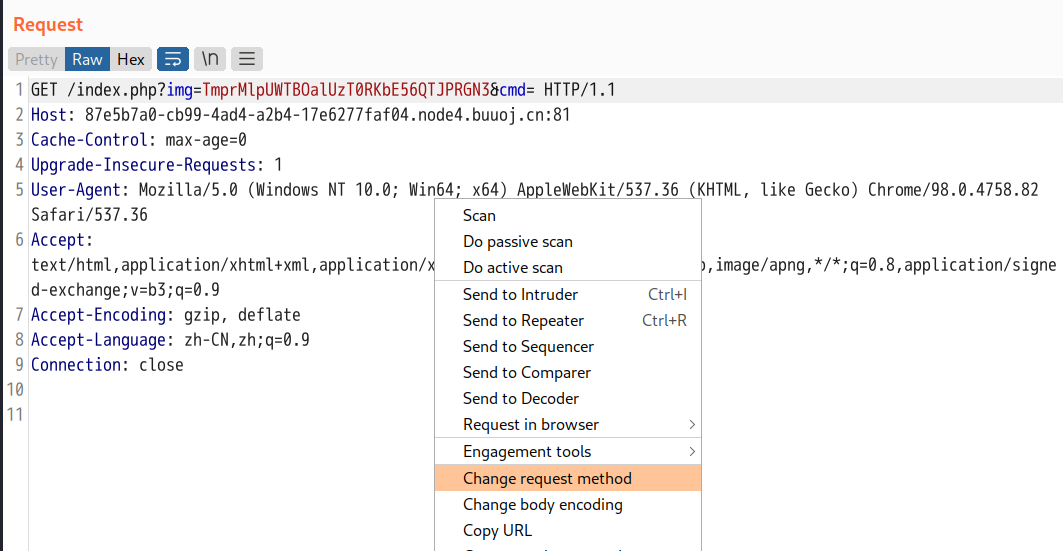 Request
Pretty Raw Hex \n
1 GET /index.php?img=TmprMlpUWTBOalUzT0RKbE56QTJPRGN3&cmd= HTTP/1.1
2 Host: 87e5b7a0-cb99-4ad4-a2b4-17e6277faf04.node4.buuoj.cn:81
3 Cache-Control: max-age=0
4 Upgrade-Insecure-Requests: 1
5 User-Agent: Mozilla/5.0 (Windows NT 10.0; Win64; x64) AppleWebKit/537.36 (KHTML, like Gecko) Chrome/98.0.4758.82
Safari/537.36
6 Accept:
text/html,application/xhtml+xml,application/x p,image/apng,*/*;q=0.8,application/signe
d-exchange;v=b3;q=0.9
7 Accept-Encoding: gzip, deflate
8 Accept-Language: zh-CN,zh;q=0.9
9 Connection: close
10
11
Scan
Do passive scan
Do active scan
Send to Intruder Ctrl+I
Send to Repeater Ctrl+R
Send to Sequencer
Send to Comparer
Send to Decoder
Request in browser
Engagement tools
Change request method
Change body encoding
Copy URL